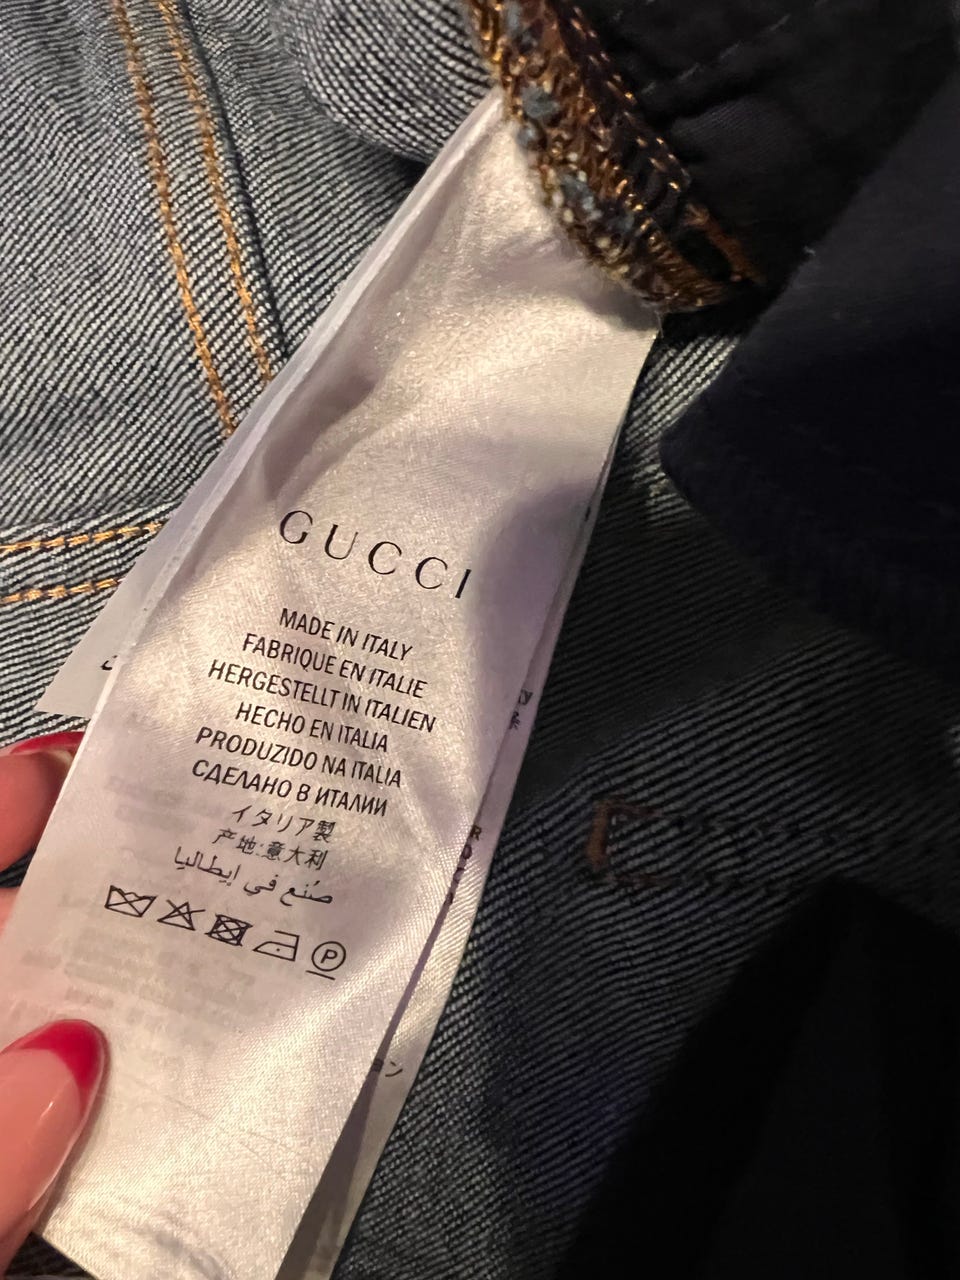 GUCCI
MADE IN ITALY
FABRIQUE EN ITALIE
HERGESTELLT IN ITALIEN
HECHO EN ITALIA
PRODUZIDO NA ITALIA
СДЕЛАНО В ИТАЛИИ
イタリア製
产地:意大利
صُنع في إيطاليا
P